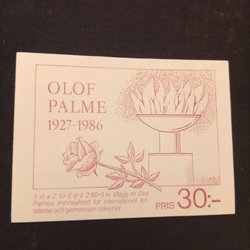 OLOF
PALME
1927-1986
5 st à 2:10+5 st à 2:90+5 kr tillägg till Olof
Palmes minnesfond för internationell för-
ståelse och gemensam säkerhet
PRIS 30:-